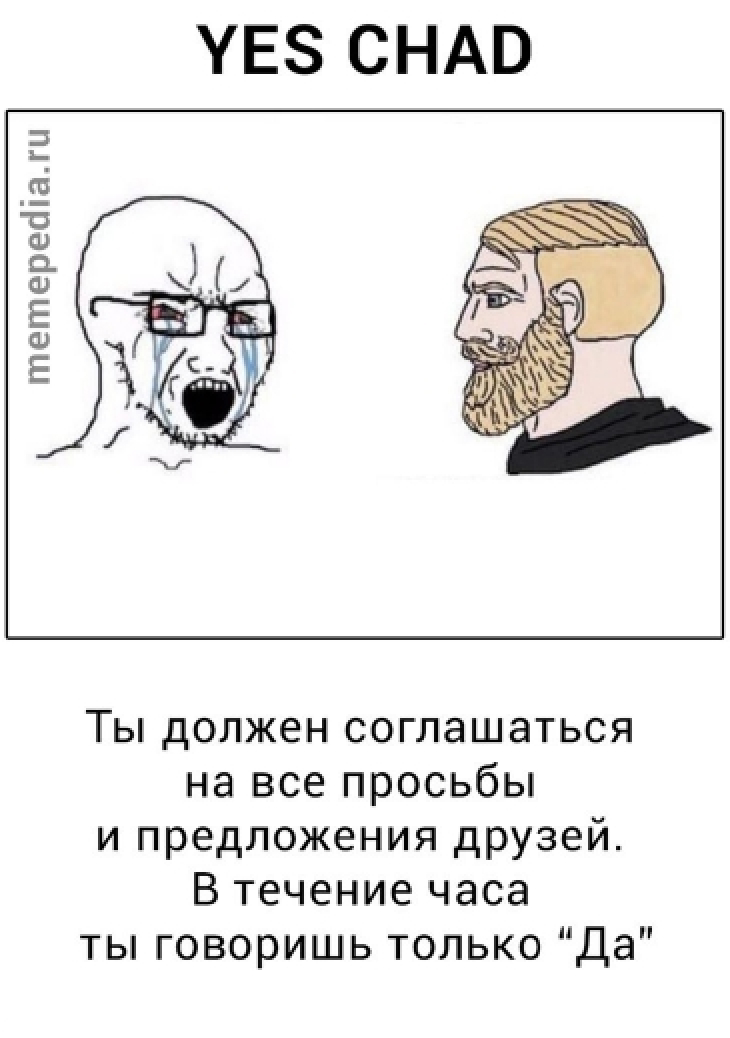 YES CHAD
memepedia.ru
Ты должен соглашаться
на все просьбы
и предложения друзей.
В течение часа
ты говоришь только “Да”